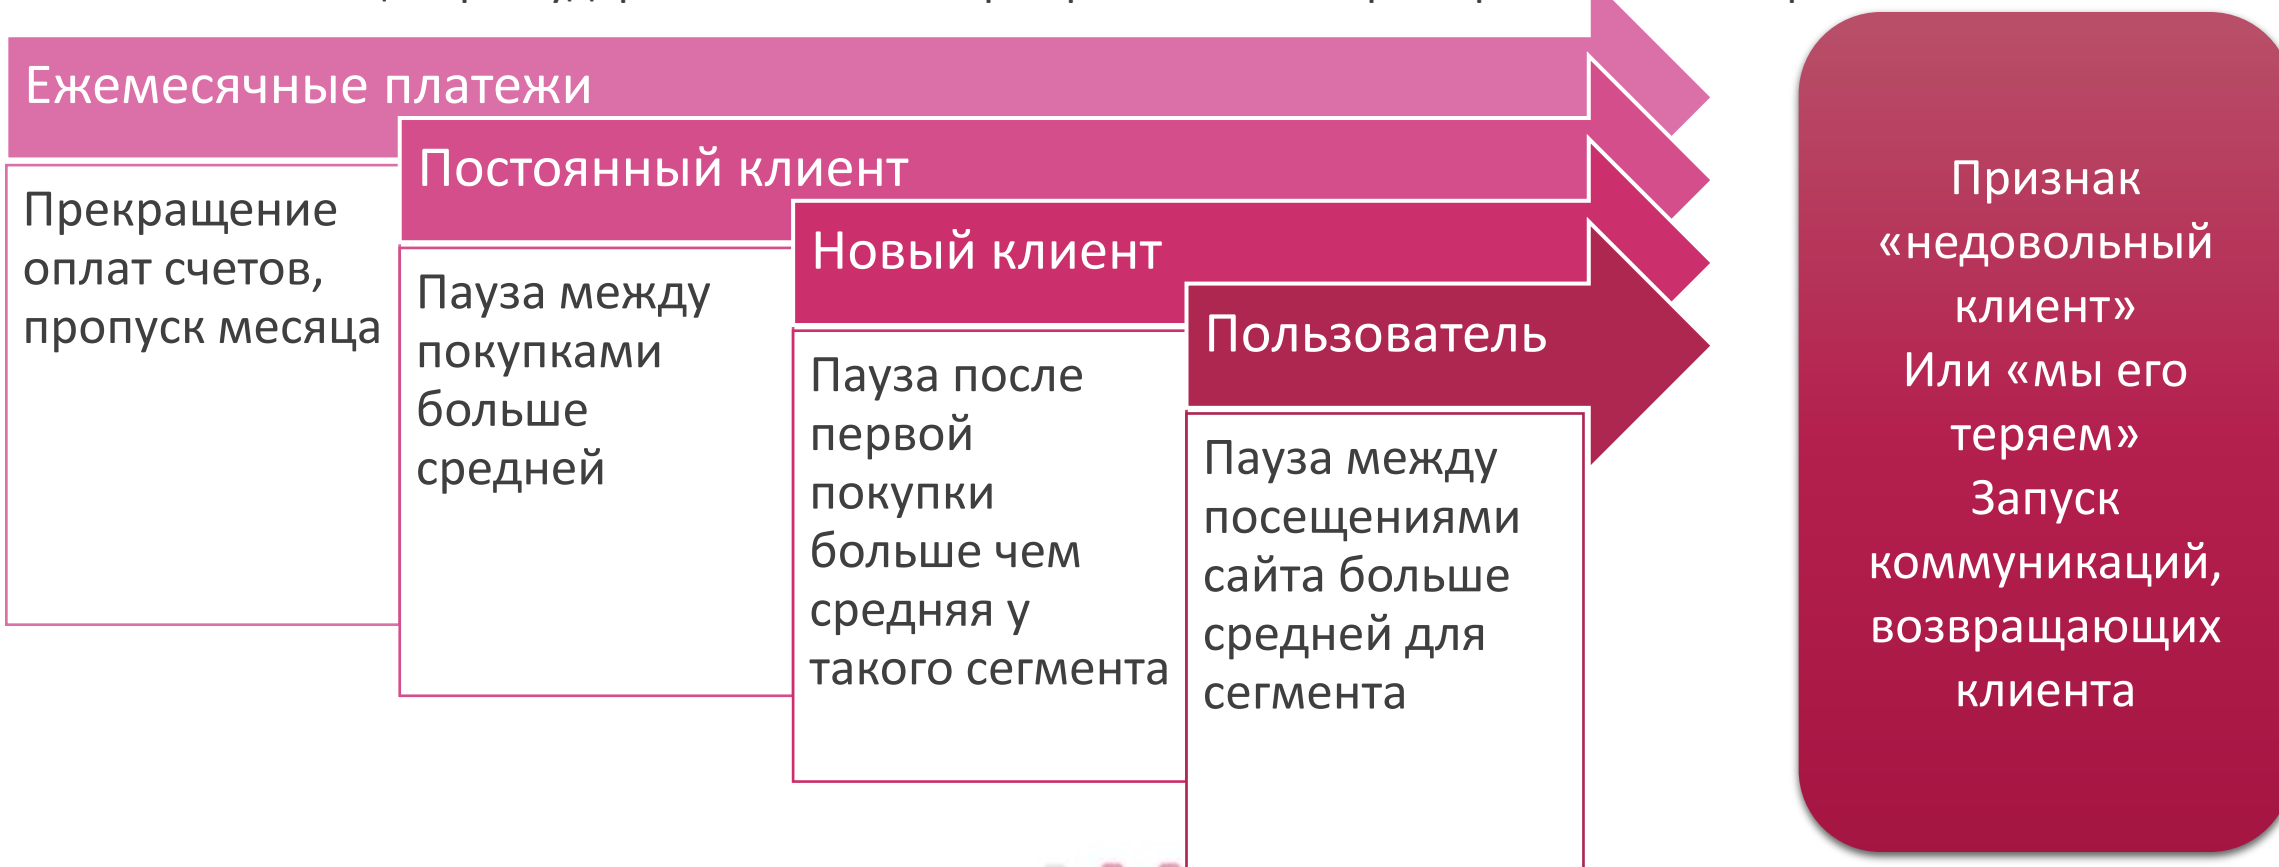 Ежемесячные платежи
Прекращение
оплат счетов,
пропуск месяца
Постоянный клиент
Пауза между
покупками
больше
средней
Новый клиент
Пауза после
первой
покупки
больше чем
средняя у
такого сегмента
Пользователь
Пауза между
посещениями
сайта больше
средней для
сегмента
Признак
«недовольный
клиент»
Или «мы его
теряем»
Запуск
коммуникаций,
возвращающих
клиента